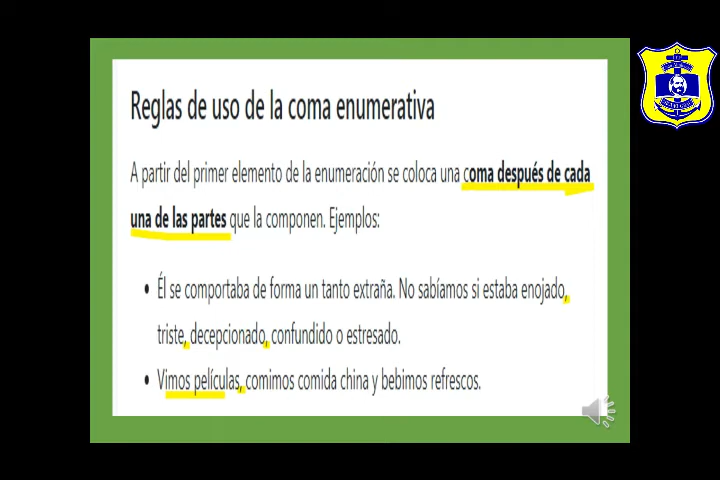 Reglas de uso de la coma enumerativa
A partir del primer elemento de la enumeración se coloca una coma después de cada
una de las partes que la componen. Ejemplos:
• Él se comportaba de forma un tanto extraña. No sabíamos si estaba enojado,
triste, decepcionado, confundido o estresado.
• Vimos películas, comimos comida china y bebimos refrescos.